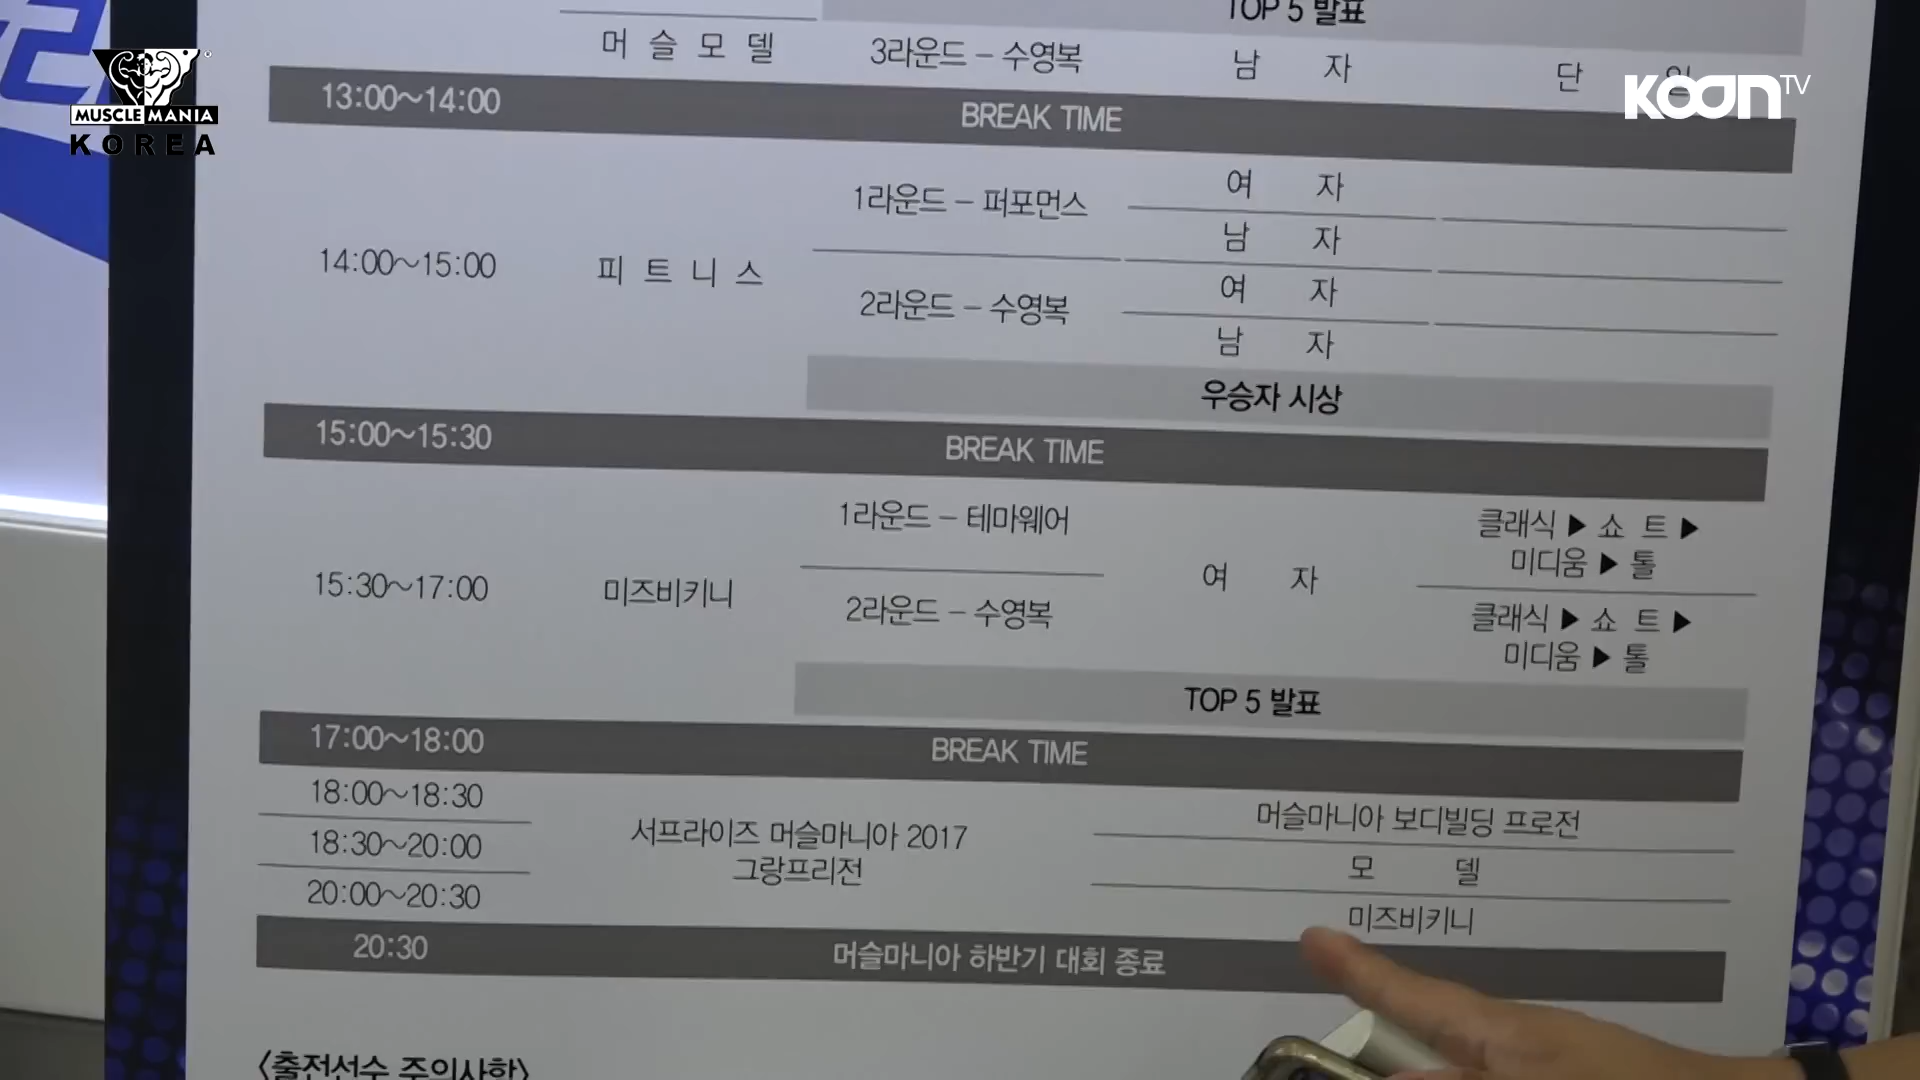 MUSCLE MANIA
KOREA
KOONTV
TOP 5 발표
머 슬 모 델 3라운드 - 수영복 남 자 단
13:00~14:00 BREAK TIME
1라운드 - 퍼포먼스 여 자
남 자
14:00~15:00 피 트 니 스
2라운드 - 수영복 여 자
남 자
우승자 시상
15:00~15:30 BREAK TIME
1라운드 - 테마웨어 클래식 ▶ 쇼 트 ▶
미디움 ▶ 톨
15:30~17:00 미즈비키니 여 자
2라운드 - 수영복 클래식 ▶ 쇼 트 ▶
미디움 ▶ 톨
TOP 5 발표
17:00~18:00 BREAK TIME
18:00~18:30 머슬마니아 보디빌딩 프로전
18:30~20:00 서프라이즈 머슬마니아 2017
그랑프리전 모 델
20:00~20:30 미즈비키니
20:30 머슬마니아 하반기 대회 종료
<출전선수 주의사항>